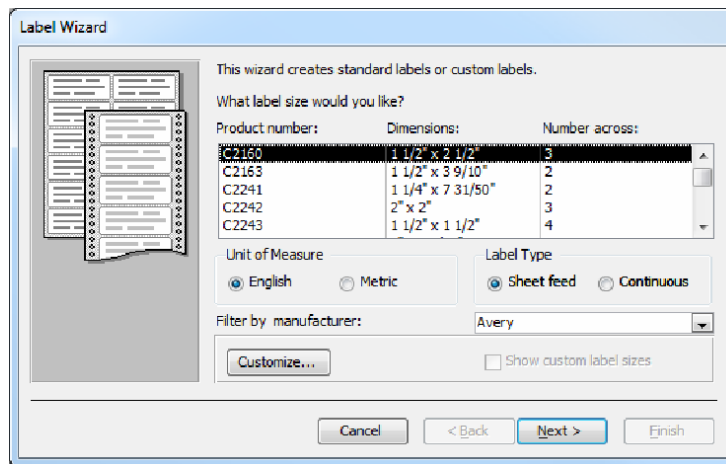 Label Wizard
This wizard creates standard labels or custom labels.
What label size would you like?
Product number: Dimensions: Number across:
C2160 1 1/2" x 2 1/2" 3
C2163 1 1/2" x 3 9/10" 2
C2241 1 1/4" x 7 31/50" 2
C2242 2" x 2" 3
C2243 1 1/2" x 1 1/2" 4
Unit of Measure Label Type
English Metric Sheet feed Continuous
Filter by manufacturer: Avery
Customize... Show custom label sizes
Cancel < Back Next > Finish